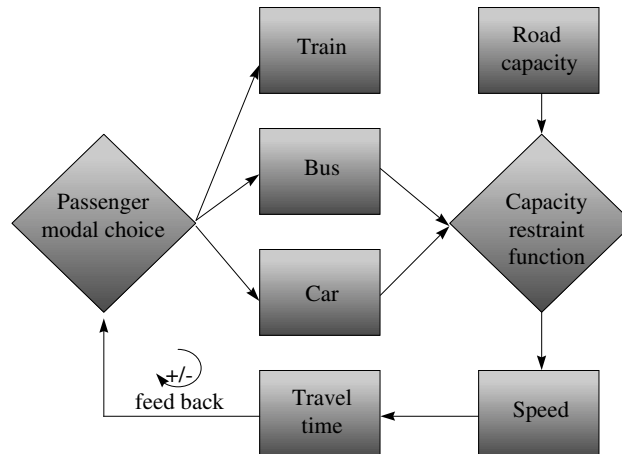 Train
Road
capacity
Passenger
modal choice
Bus
Capacity
restraint
function
Car
+/-
feed back
Travel
time
Speed